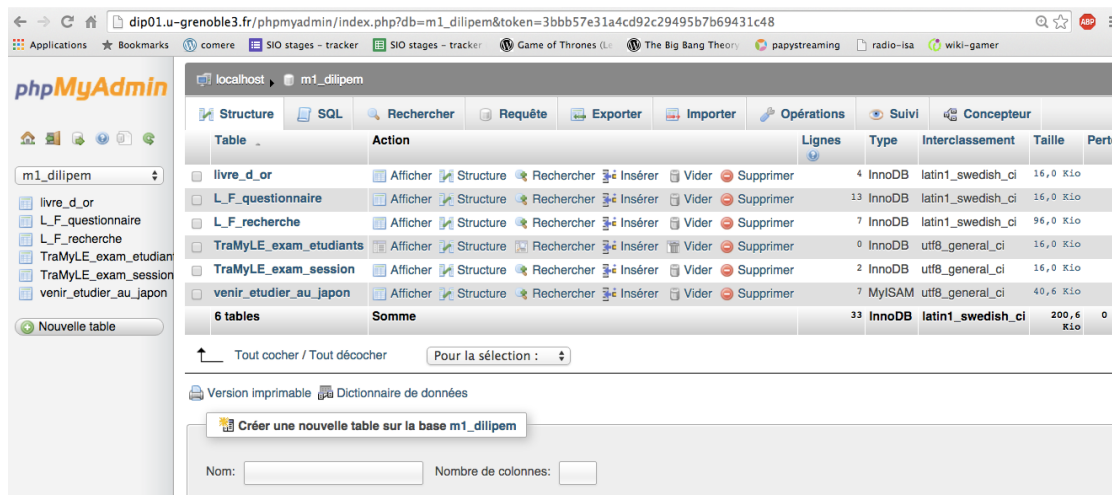 dip01.u-grenoble3.fr/phpmyadmin/index.php?db=m1_dilipem&token=3bbb57e31a4cd92c29495b7b69431c48 ABP
Applications Bookmarks comere SIO stages - tracker SIO stages - tracker Game of Thrones (Le The Big Bang Theory papystreaming radio-isa wiki-gamer
phpMyAdmin
m1_dilipem
livre_d_or
L_F_questionnaire
L_F_recherche
TraMyLE_exam_etudian
TraMyLE_exam_session
venir_etudier_au_japon
Nouvelle table
localhost m1_dilipem
Structure SQL Rechercher Requête Exporter Importer Opérations Suivi Concepteur
Table Action Lignes Type Interclassement Taille Perte
livre_d_or Afficher Structure Rechercher Insérer Vider Supprimer 4 InnoDB latin1_swedish_ci 16,0 Kio
L_F_questionnaire Afficher Structure Rechercher Insérer Vider Supprimer 13 InnoDB latin1_swedish_ci 16,0 Kio
L_F_recherche Afficher Structure Rechercher Insérer Vider Supprimer 7 InnoDB latin1_swedish_ci 96,0 Kio
TraMyLE_exam_etudiants Afficher Structure Rechercher Insérer Vider Supprimer 0 InnoDB utf8_general_ci 16,0 Kio
TraMyLE_exam_session Afficher Structure Rechercher Insérer Vider Supprimer 2 InnoDB utf8_general_ci 16,0 Kio
venir_etudier_au_japon Afficher Structure Rechercher Insérer Vider Supprimer 7 MyISAM utf8_general_ci 40,6 Kio
6 tables Somme 33 InnoDB latin1_swedish_ci 200,6 Kio 0
Tout cocher / Tout décocher Pour la sélection :
Version imprimable Dictionnaire de données
Créer une nouvelle table sur la base m1_dilipem
Nom: Nombre de colonnes: